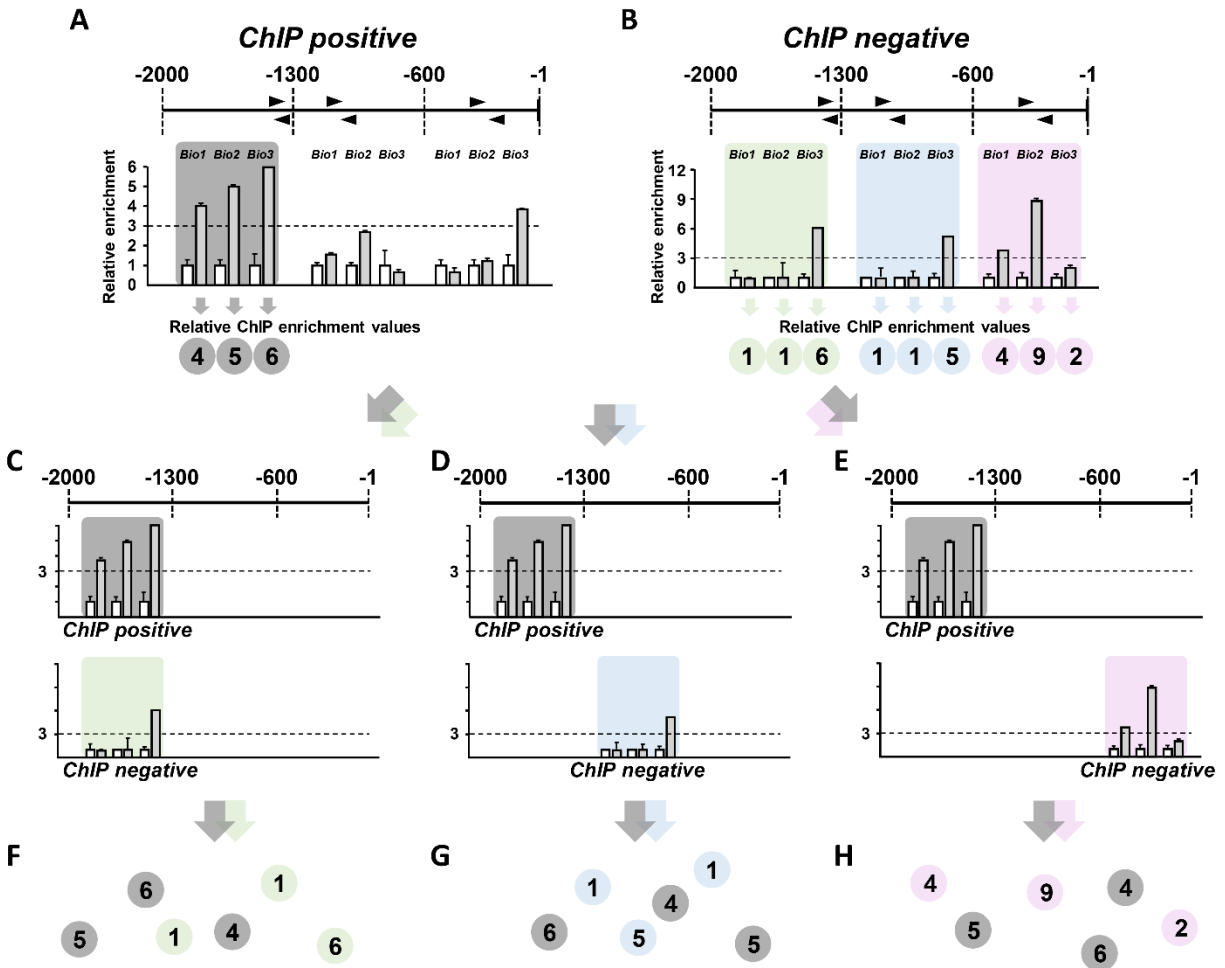 A
ChIP positive
-2000 -1300 -600 -1
Relative enrichment
Bio1 Bio2 Bio3 Bio1 Bio2 Bio3 Bio1 Bio2 Bio3
6
5
4
3
2
1
0
Relative ChIP enrichment values
4 5 6
B
ChIP negative
-2000 -1300 -600 -1
Relative enrichment
Bio1 Bio2 Bio3 Bio1 Bio2 Bio3 Bio1 Bio2 Bio3
12
9
6
3
0
Relative ChIP enrichment values
1 1 6 1 1 5 4 9 2
C
-2000 -1300 -600 -1
3
ChIP positive
3
ChIP negative
D
-2000 -1300 -600 -1
3
ChIP positive
3
ChIP negative
E
-2000 -1300 -600 -1
3
ChIP positive
3
ChIP negative
F
6 1
5 1 4 6
G
1 1
4
6 5 5
H
4 9 4
5 2
6